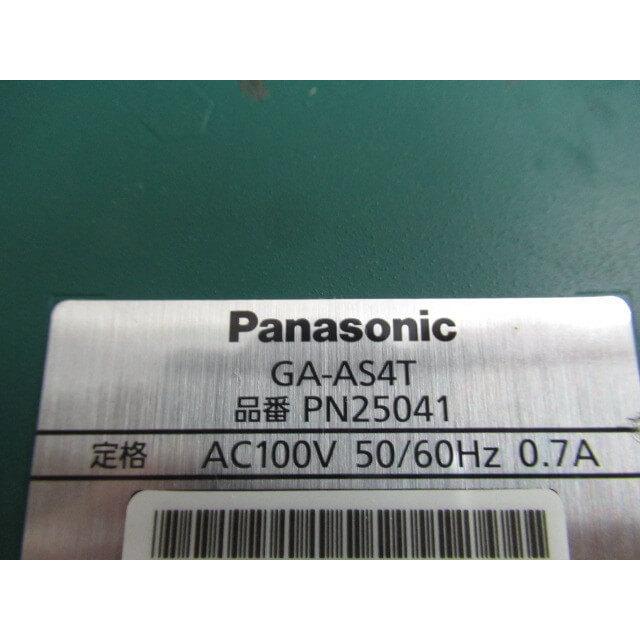 Panasonic
GA-AS4T
品番 PN25041
定格 AC100V 50/60Hz 0.7A